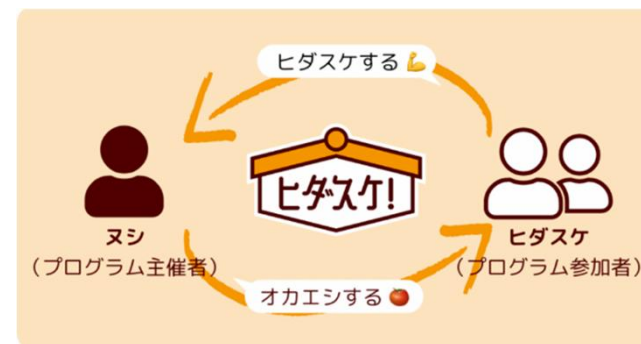 ヒダスケする💪
ヒダスケ!
ヌシ
(プログラム主催者)
ヒダスケ
(プログラム参加者)
オカエシする🍅